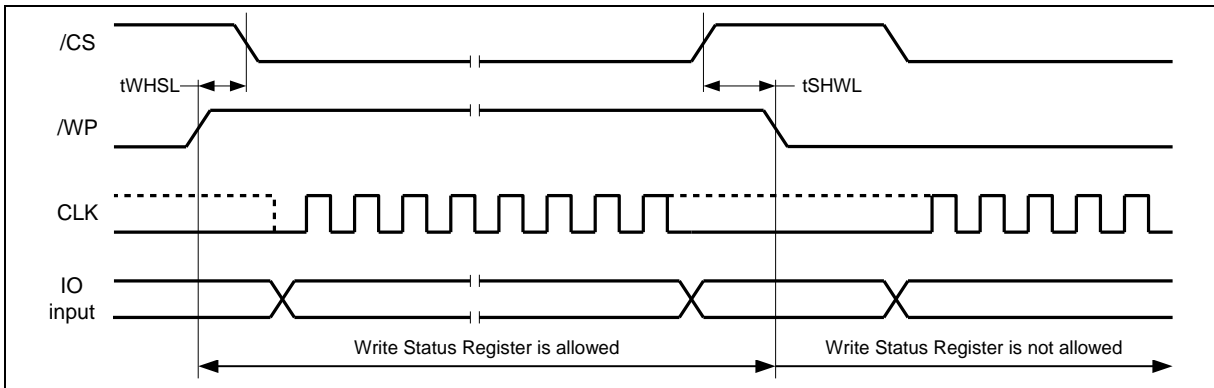 /CS
tWHSL
tSHWL
/WP
CLK
IO
input
Write Status Register is allowed
Write Status Register is not allowed